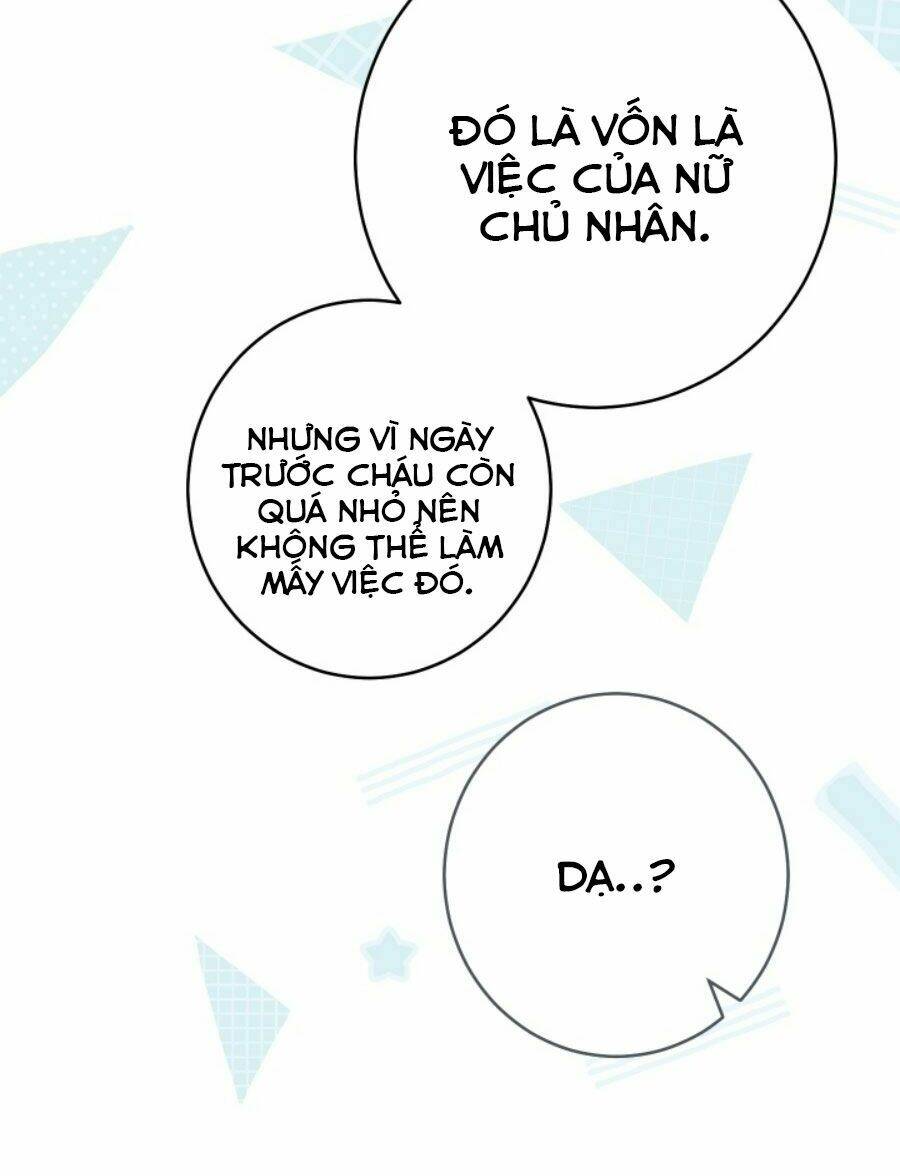 ĐÓ LÀ VỐN LÀ
VIỆC CỦA NỮ
CHỦ NHÂN.
NHƯNG VÌ NGÀY
TRƯỚC CHÁU CÒN
QUÁ NHỎ NÊN
KHÔNG THỂ LÀM
MẤY VIỆC ĐÓ.
DẠ..?